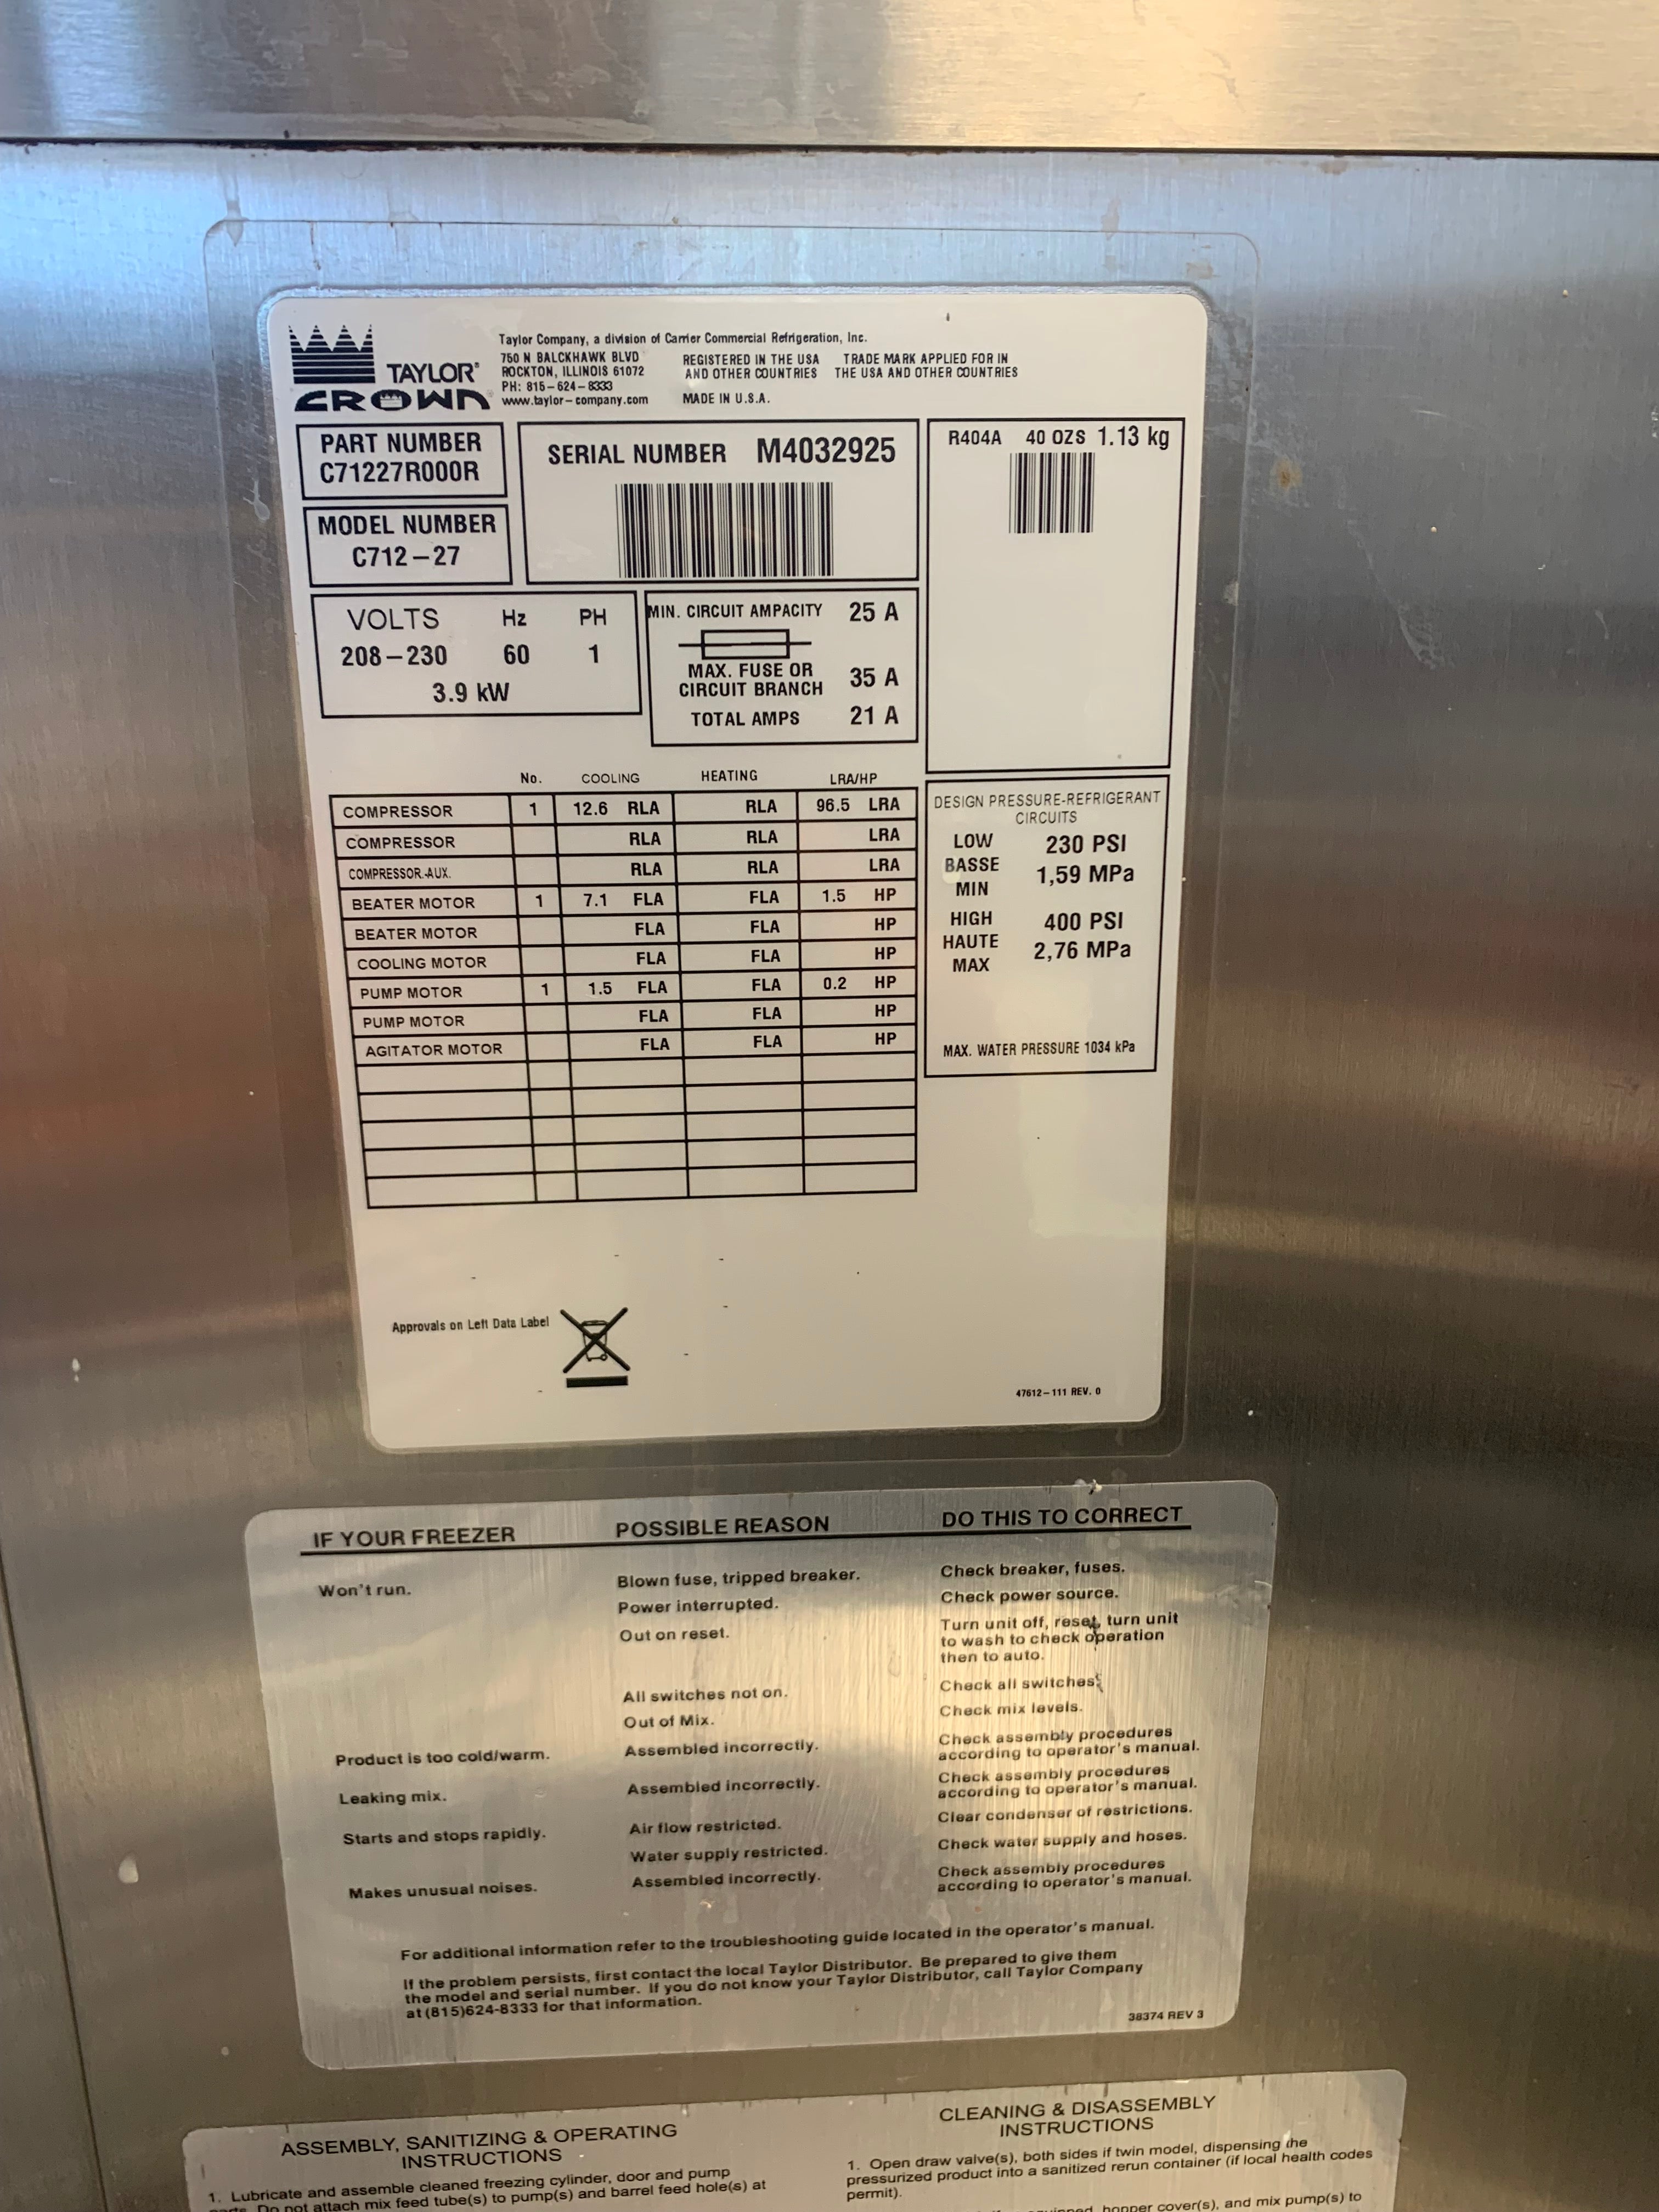 TAYLOR®
CROWN®
Taylor Company, a division of Carrier Commercial Refrigeration, Inc.
750 N BALCKHAWK BLVD
ROCKTON, ILLINOIS 61072
PH: 815-624-8333
www.taylor-company.com
REGISTERED IN THE USA
AND OTHER COUNTRIES
TRADE MARK APPLIED FOR IN
THE USA AND OTHER COUNTRIES
MADE IN U.S.A.
PART NUMBER
C71227R000R
MODEL NUMBER
C712-27
SERIAL NUMBER M4032925
R404A 40 OZS 1.13 kg
VOLTS Hz PH
208-230 60 1
3.9 kW
MIN. CIRCUIT AMPACITY 25 A
MAX. FUSE OR
CIRCUIT BRANCH 35 A
TOTAL AMPS 21 A
No. COOLING HEATING LRA/HP
COMPRESSOR 1 12.6 RLA RLA 96.5 LRA
COMPRESSOR RLA RLA LRA
COMPRESSOR.-AUX. RLA RLA LRA
BEATER MOTOR 1 7.1 FLA FLA 1.5 HP
BEATER MOTOR FLA FLA HP
COOLING MOTOR FLA FLA HP
PUMP MOTOR 1 1.5 FLA FLA 0.2 HP
PUMP MOTOR FLA FLA HP
AGITATOR MOTOR FLA FLA HP
DESIGN PRESSURE-REFRIGERANT
CIRCUITS
LOW 230 PSI
BASSE 1,59 MPa
MIN
HIGH 400 PSI
HAUTE 2,76 MPa
MAX
MAX. WATER PRESSURE 1034 kPa
Approvals on Left Data Label
47612-111 REV. 0
IF YOUR FREEZER POSSIBLE REASON DO THIS TO CORRECT
Won't run. Blown fuse, tripped breaker. Check breaker, fuses.
Power interrupted. Check power source.
Out on reset. Turn unit off, reset, turn unit
to wash to check operation
then to auto.
All switches not on. Check all switches.
Out of Mix. Check mix levels.
Product is too cold/warm. Assembled incorrectly. Check assembly procedures
according to operator's manual.
Leaking mix. Assembled incorrectly. Check assembly procedures
according to operator's manual.
Starts and stops rapidly. Air flow restricted. Clear condenser of restrictions.
Water supply restricted. Check water supply and hoses.
Makes unusual noises. Assembled incorrectly. Check assembly procedures
according to operator's manual.
For additional information refer to the troubleshooting guide located in the operator's manual.
If the problem persists, first contact the local Taylor Distributor. Be prepared to give them
the model and serial number. If you do not know your Taylor Distributor, call Taylor Company
at (815)624-8333 for that information.
38374 REV 3
ASSEMBLY, SANITIZING & OPERATING
INSTRUCTIONS
1. Lubricate and assemble cleaned freezing cylinder, door and pump
parts. Do not attach mix feed tube(s) to pump(s) and barrel feed hole(s) at
CLEANING & DISASSEMBLY
INSTRUCTIONS
1. Open draw valve(s), both sides if twin model, dispensing the
pressurized product into a sanitized rerun container (if local health codes
permit).
hopper cover(s), and mix pump(s) to